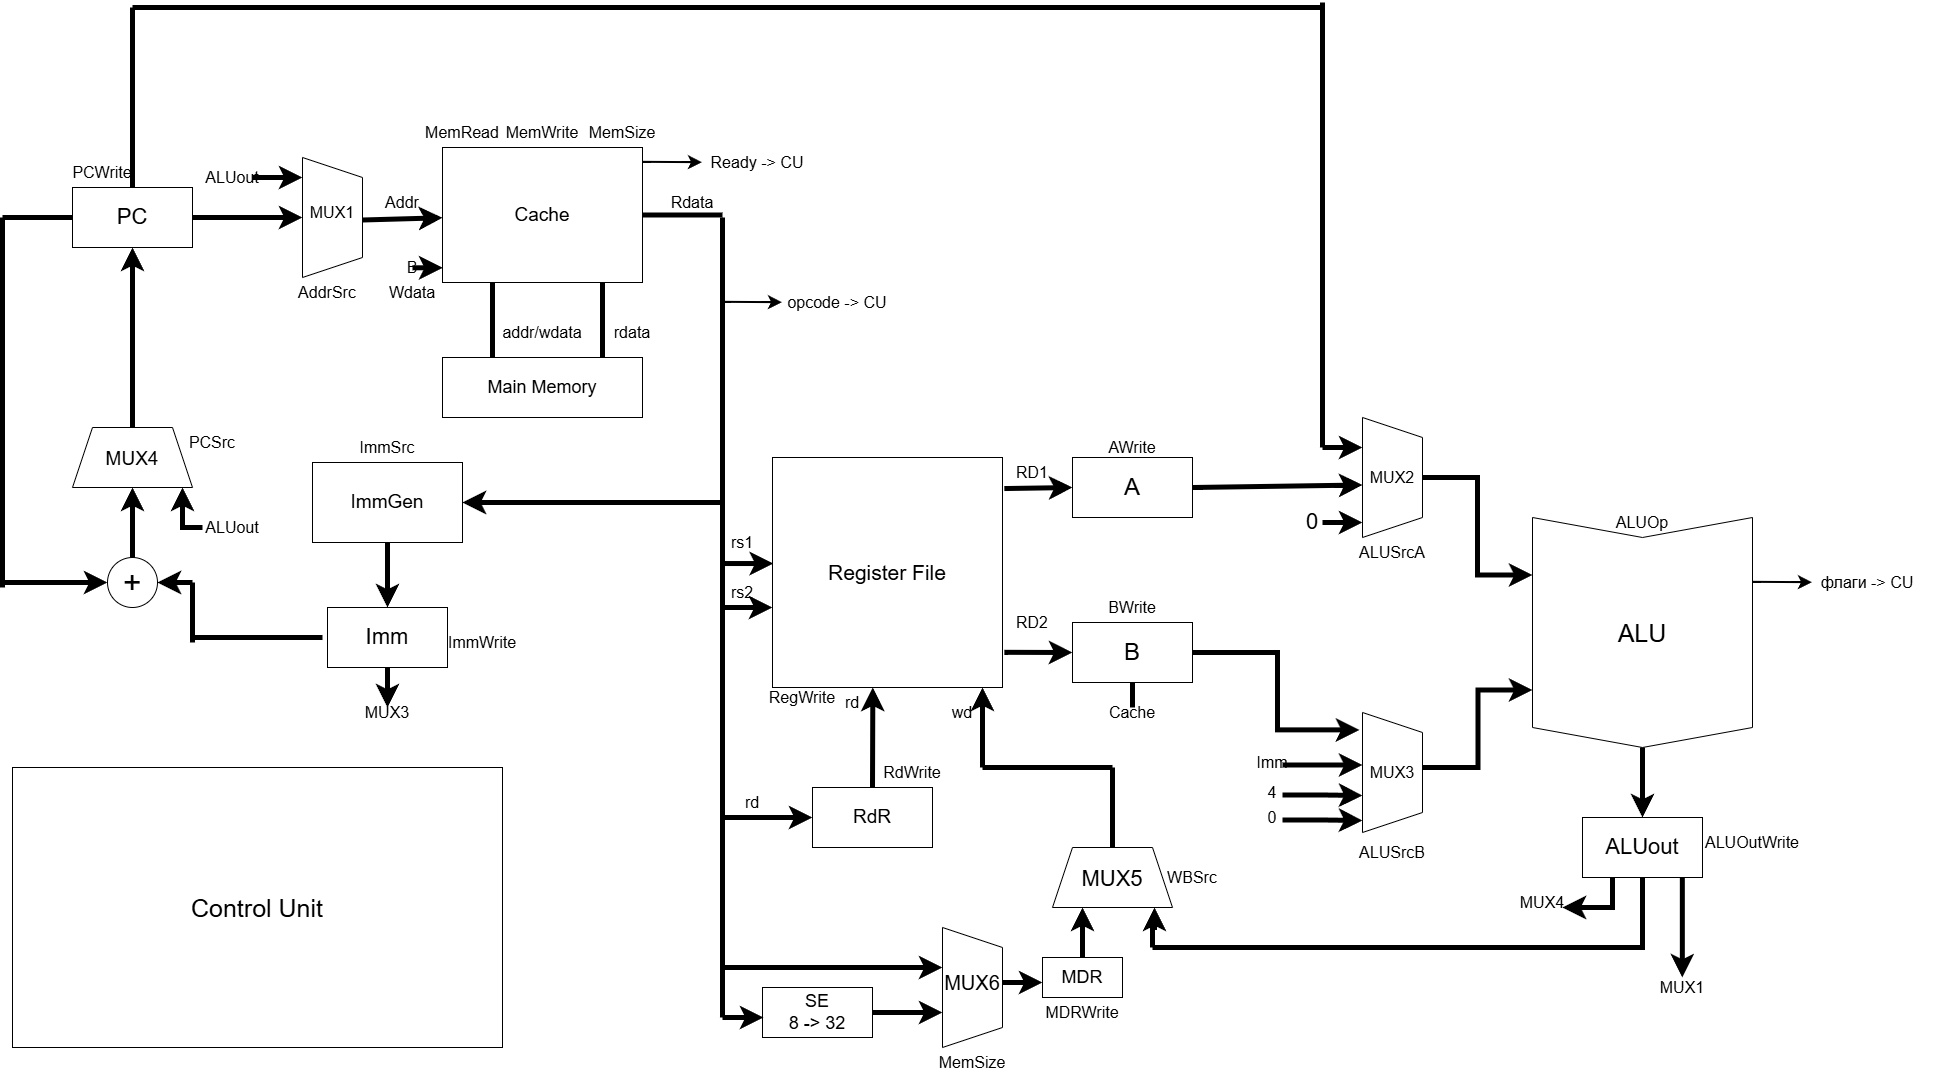 MemRead MemWrite MemSize
PCWrite
ALUout
Ready -> CU
PC
MUX1
Addr
Cache
Rdata
B
Wdata
AddrSrc
opcode -> CU
addr/wdata
rdata
Main Memory
MUX4
PCSrc
ImmSrc
ImmGen
ALUout
+
Imm
ImmWrite
MUX3
rs1
rs2
Register File
RD1
AWrite
A
RD2
BWrite
B
Cache
RegWrite
rd
wd
MUX2
0
ALUSrcA
ALUOp
ALU
флаги -> CU
Imm
4
0
MUX3
ALUSrcB
RdWrite
rd
RdR
Control Unit
MUX5
WBSrc
ALUout
ALUOutWrite
MUX4
MUX1
MUX6
MDR
MDRWrite
SE
8 -> 32
MemSize